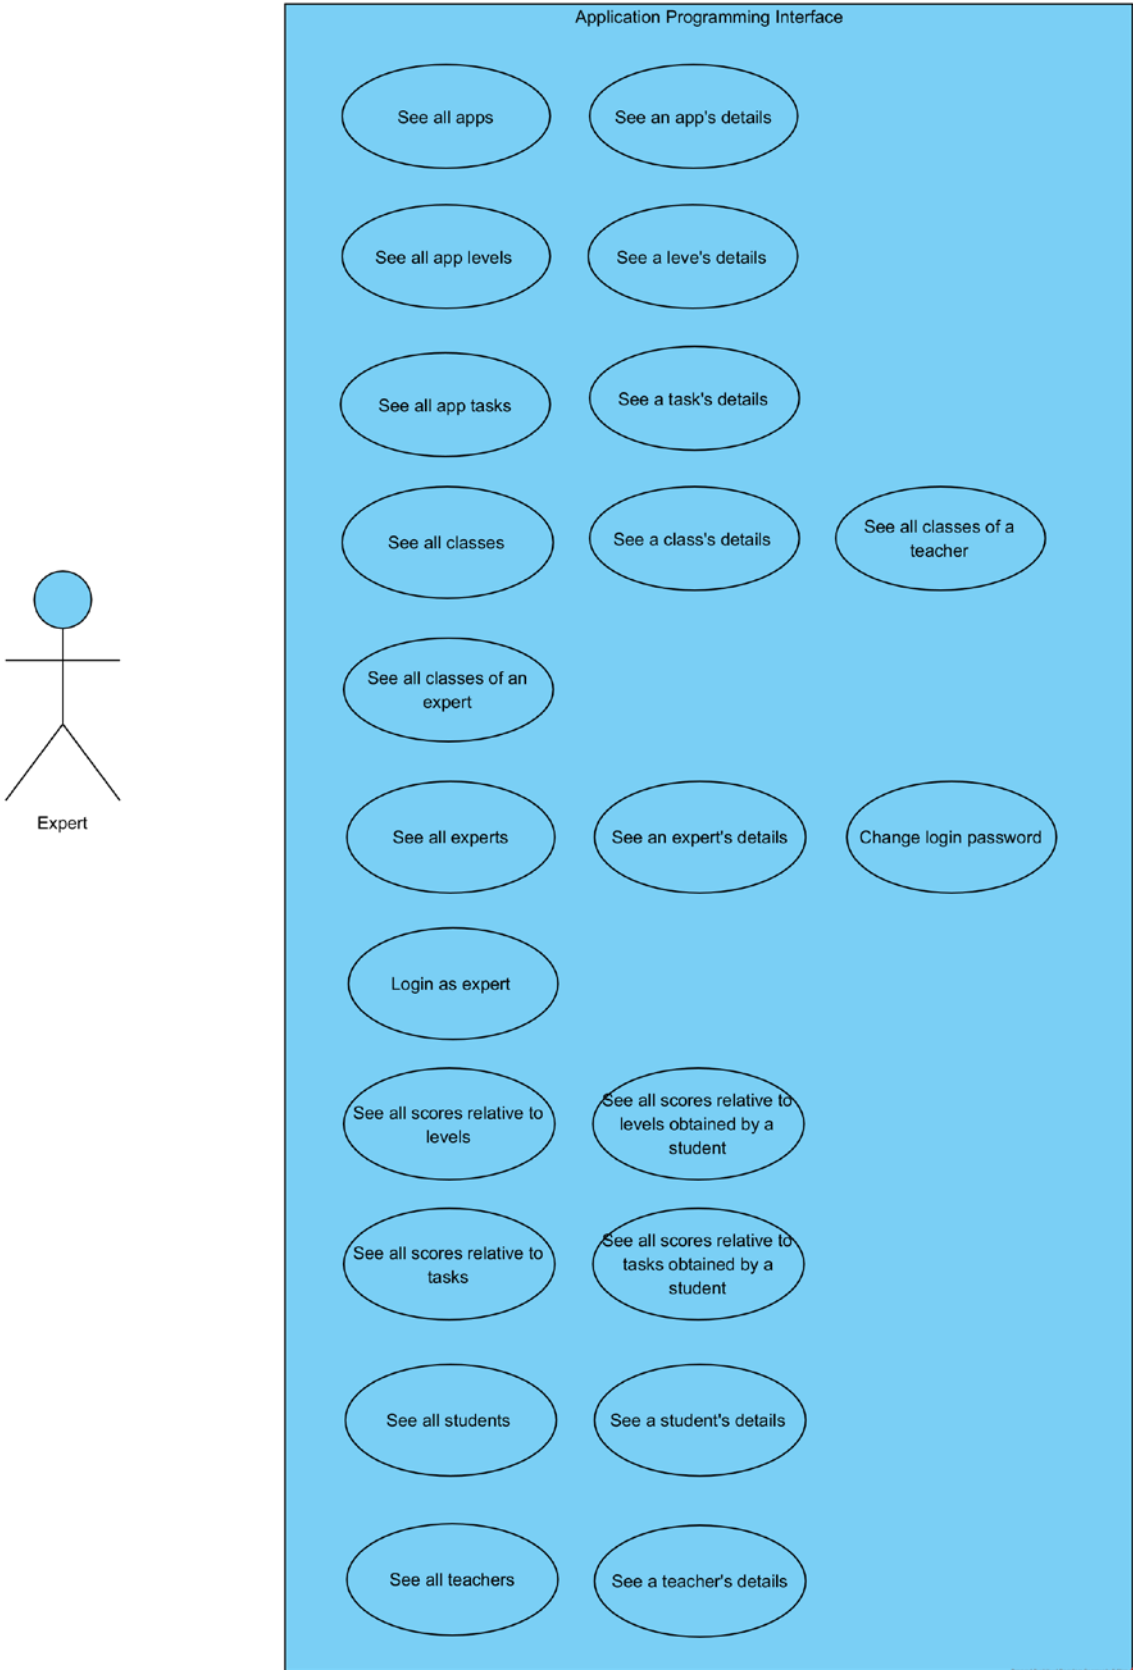 Application Programming Interface
See all apps
See an app's details
See all app levels
See a leve's details
See all app tasks
See a task's details
See all classes
See a class's details
See all classes of a
teacher
See all classes of an
expert
Expert
See all experts
See an expert's details
Change login password
Login as expert
See all scores relative to
levels
See all scores relative to
levels obtained by a
student
See all scores relative to
tasks
See all scores relative to
tasks obtained by a
student
See all students
See a student's details
See all teachers
See a teacher's details